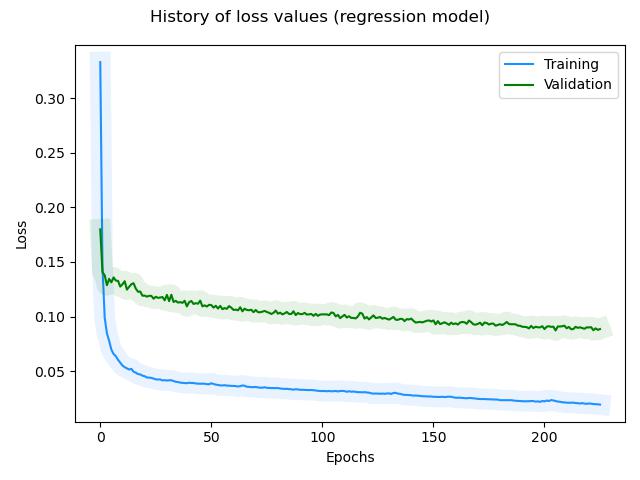 History of loss values (regression model)
Training
Validation
0.30
0.25
0.20
0.15
0.10
0.05
Loss
0 50 100 150 200
Epochs